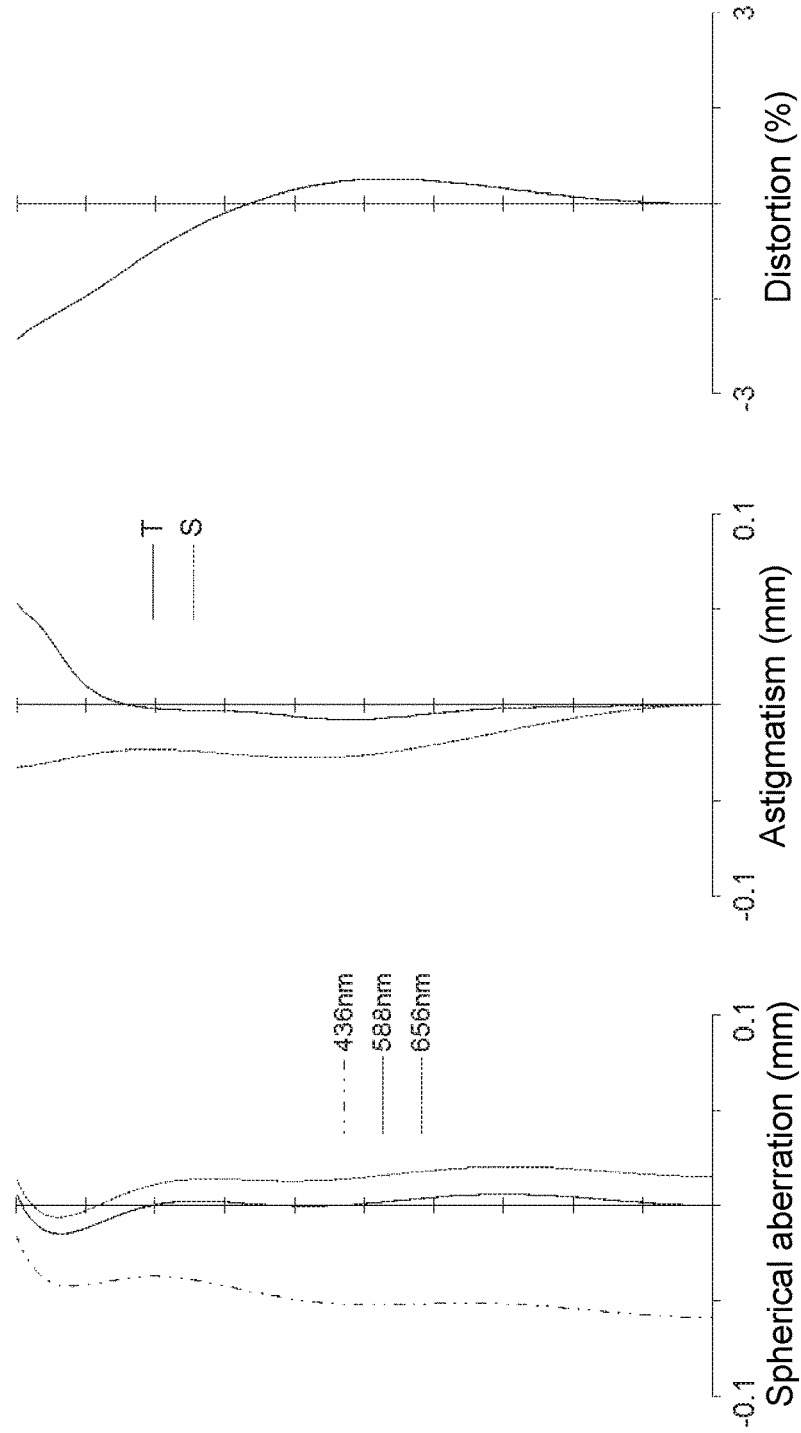 436nm
588nm
656nm
-0.1
0.1
Spherical aberration (mm)
T
S
-0.1
0.1
Astigmatism (mm)
-3
3
Distortion (%)